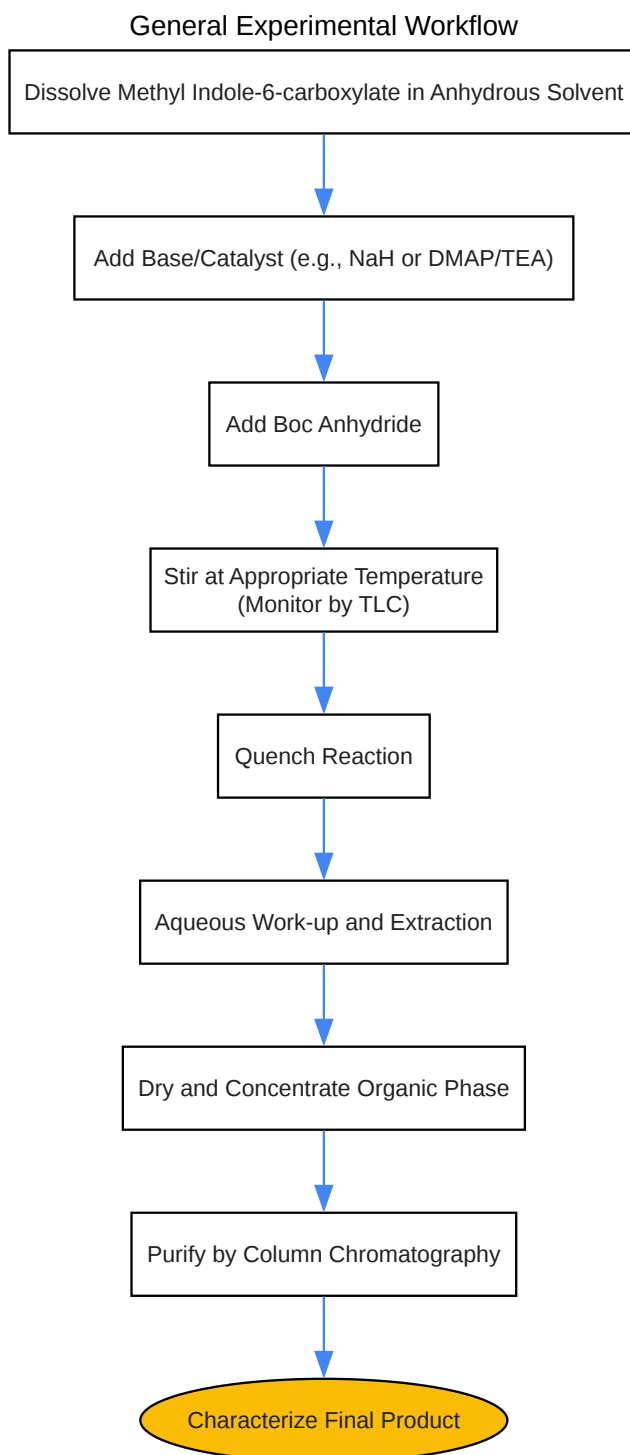 General Experimental Workflow
Dissolve Methyl Indole-6-carboxylate in Anhydrous Solvent
Add Base/Catalyst (e.g., NaH or DMAP/TEA)
Add Boc Anhydride
Stir at Appropriate Temperature
(Monitor by TLC)
Quench Reaction
Aqueous Work-up and Extraction
Dry and Concentrate Organic Phase
Purify by Column Chromatography
Characterize Final Product